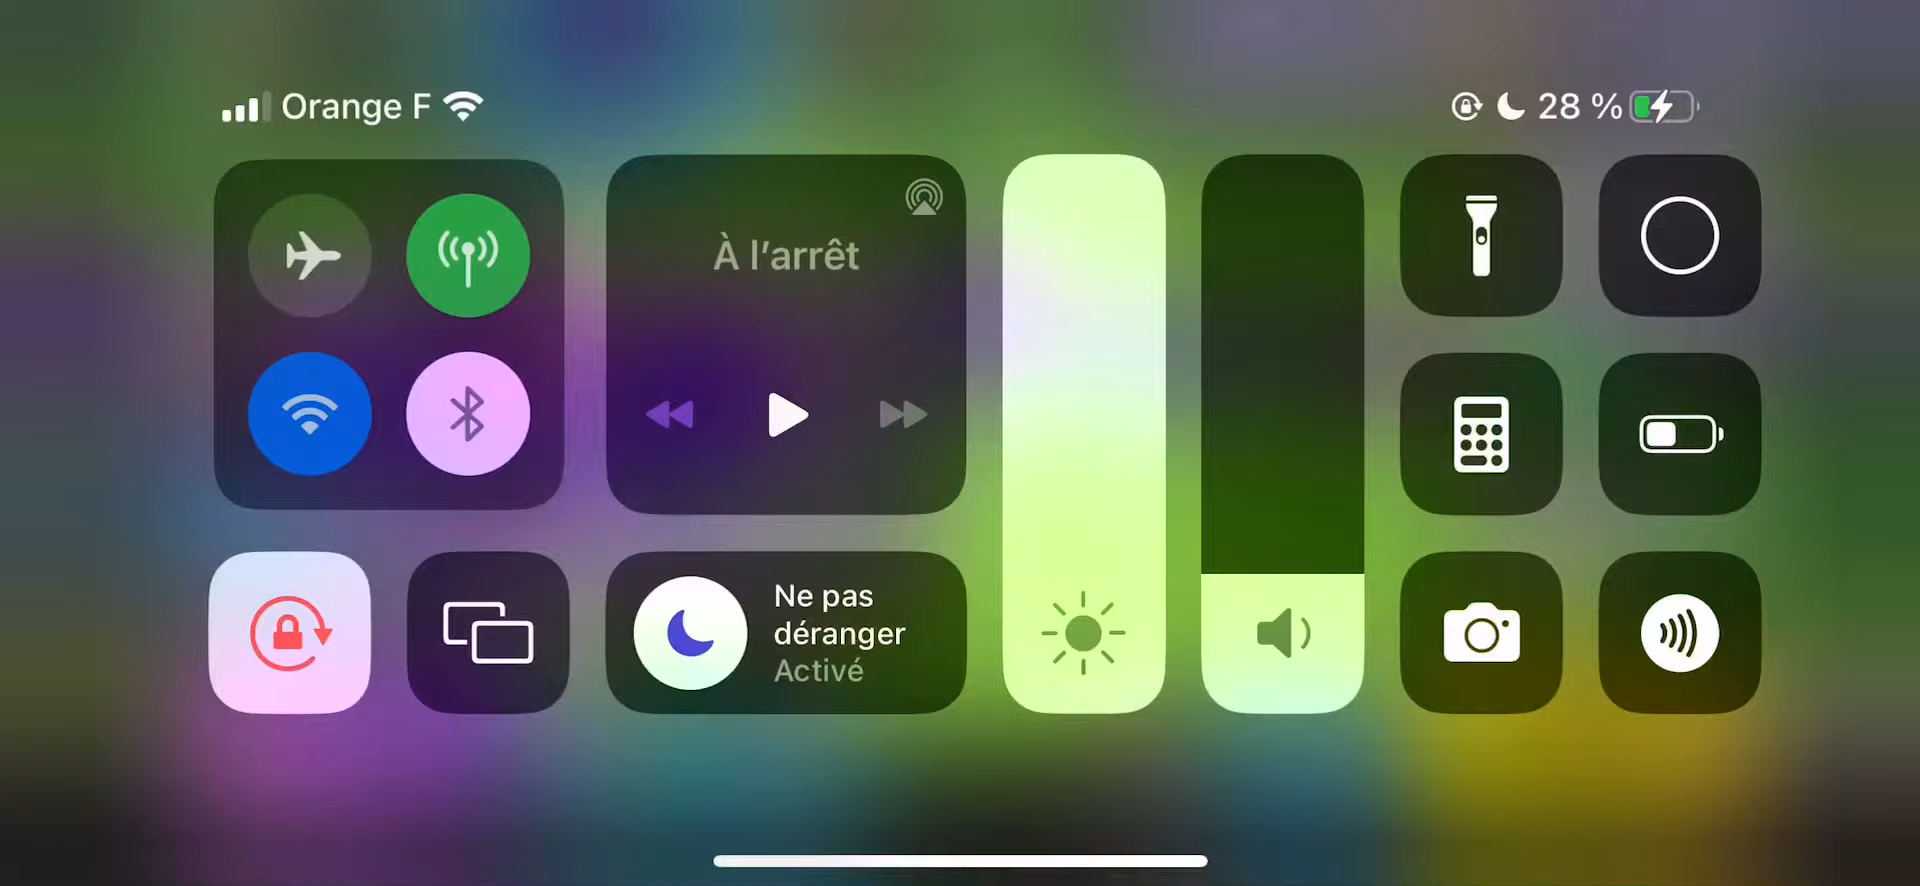 Orange F
28 %
À l’arrêt
Ne pas
déranger
Activé